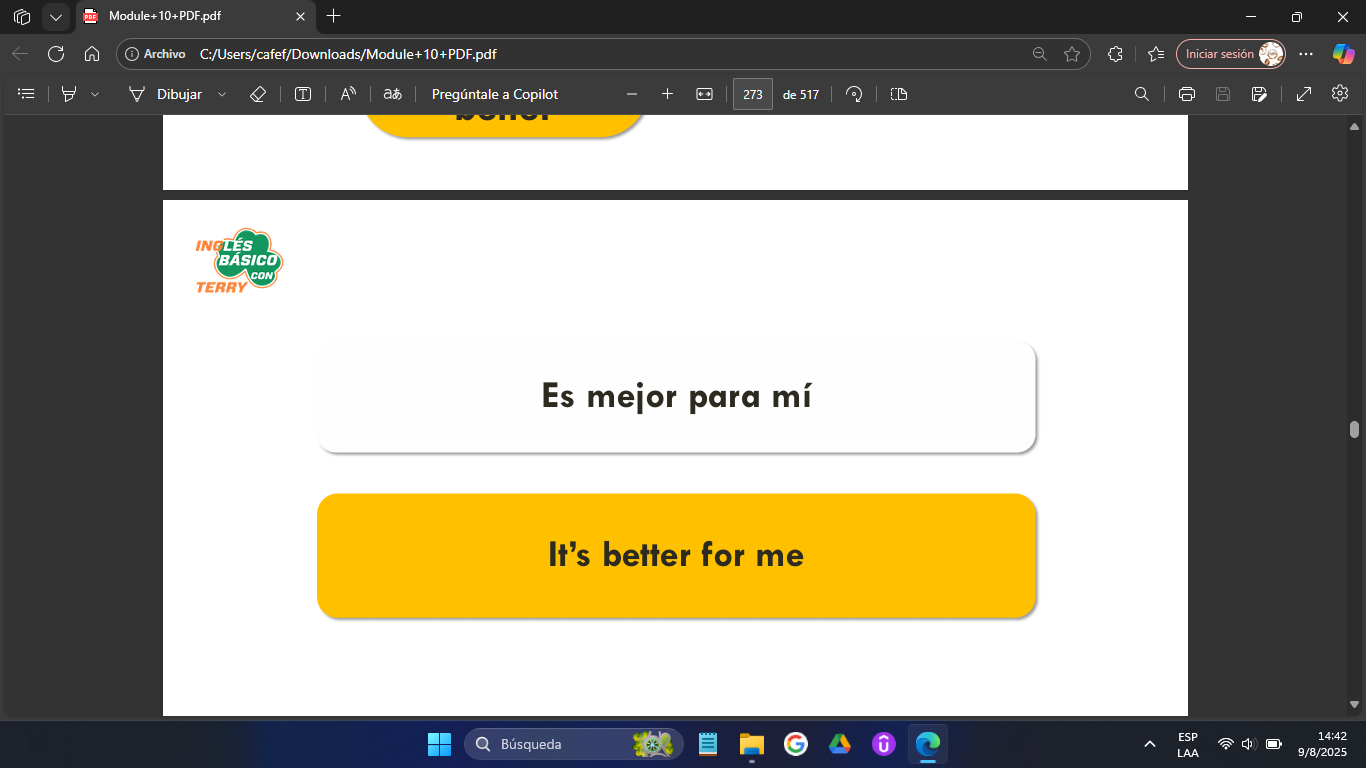 Module+10+PDF.pdf
Archivo
C:/Users/cafef/Downloads/Module+10+PDF.pdf
Iniciar sesión
Dibujar
Pregúntale a Copilot
273 de 517
better
INGLÉS
BÁSICO
CON
TERRY
Es mejor para mí
It's better for me
Búsqueda
ESP
LAA
14:42
9/8/2025